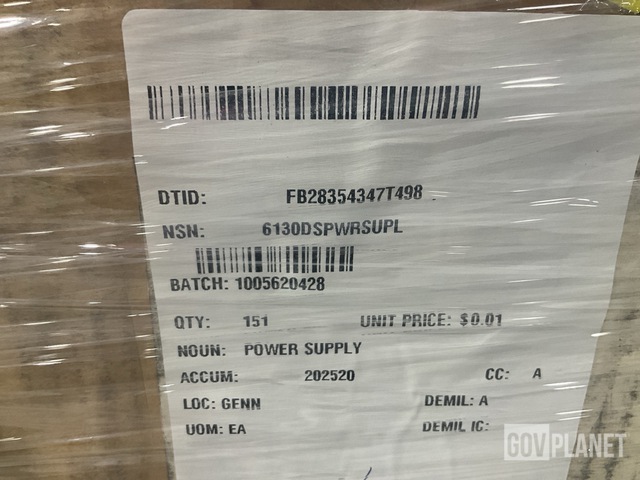 DTID: FB28354347T498
NSN: 6130DSPWRSUPL
BATCH: 1005620428
QTY: 151 UNIT PRICE: $0.01
NOUN: POWER SUPPLY
ACCUM: 202520 CC: A
LOC: GENN DEMIL: A
UOM: EA DEMIL IC:
GOVPLANET